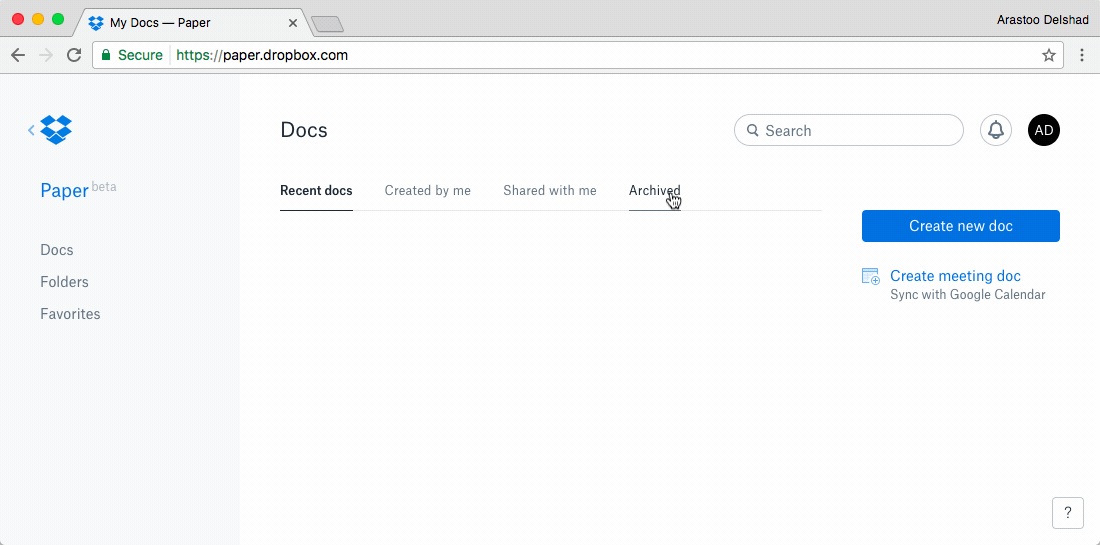 My Docs — Paper
Arastoo Delshad
Secure https://paper.dropbox.com
Docs
Search
AD
Paper beta
Recent docs Created by me Shared with me Archived
Create new doc
Docs
Folders
Favorites
Create meeting doc
Sync with Google Calendar
?